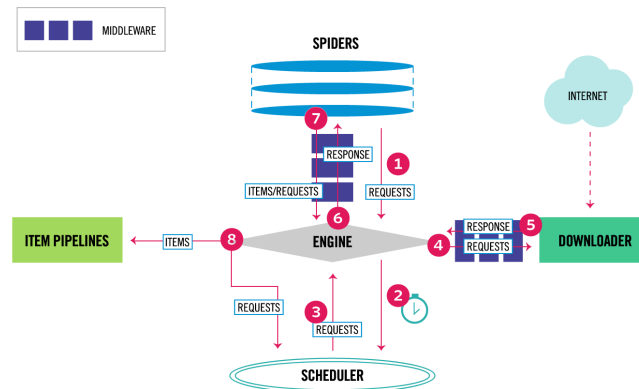 MIDDLEWARE
SPIDERS
INTERNET
7
RESPONSE
1
ITEMS/REQUESTS
REQUESTS
6
5
RESPONSE
ITEM PIPELINES
ITEMS
8
ENGINE
4
REQUESTS
DOWNLOADER
2
REQUESTS
3
REQUESTS
SCHEDULER